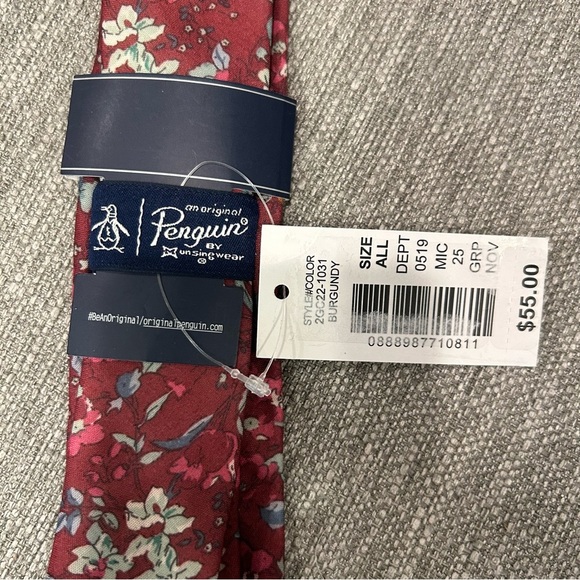 an original
Penguin®
BY
Munsingwear
®
#BeAnOriginal/originalpenguin.com
STYLE#COLOR
2GC22-1031
BURGUNDY
SIZE
ALL
DEPT
0519
MIC
25
GRP
NOV
0888987710811
$55.00